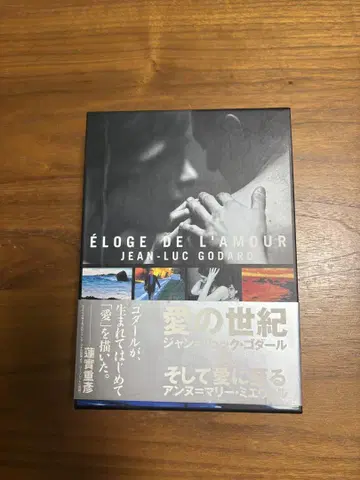 ÉLOGE DE L'AMOUR
JEAN-LUC GODARD
愛の世紀
ジャン=リュック・ゴダール
そして愛に至る
アンヌ=マリー・ミエヴィル
ゴダールが、
生まれてはじめて
「愛」を描いた。
蓮實重彦